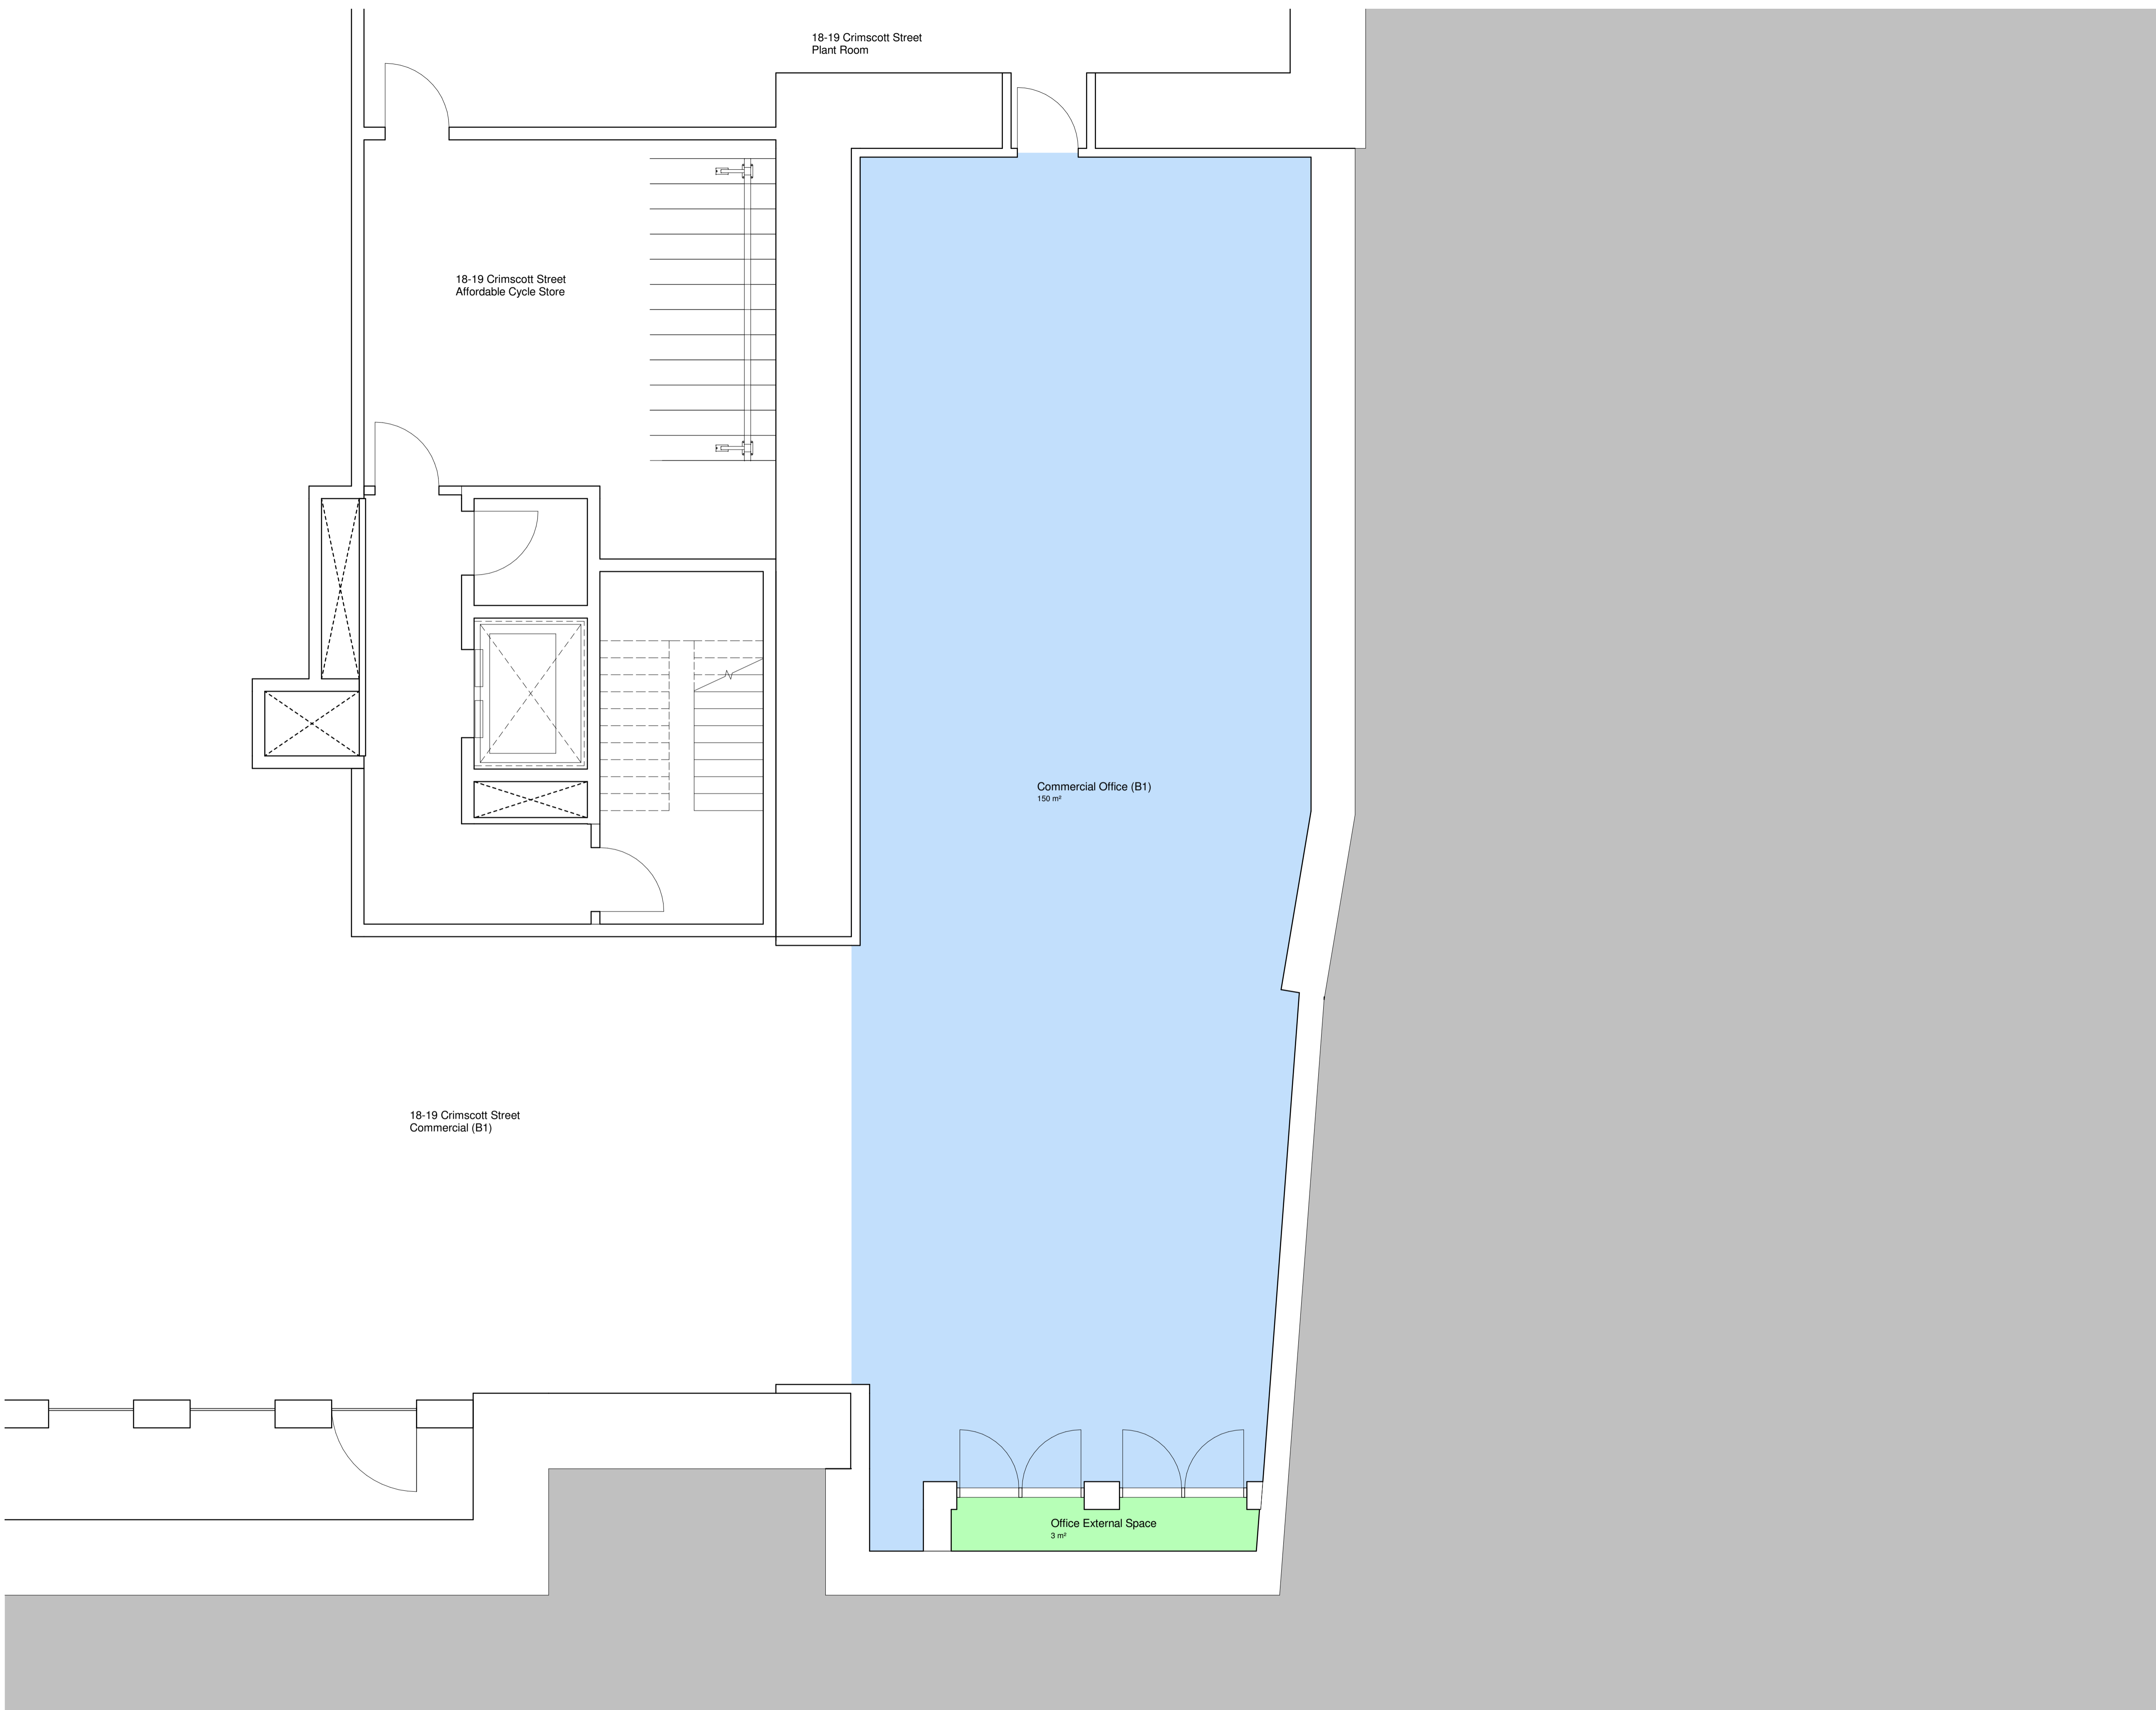 18-19 Crimscott Street
Plant Room
18-19 Crimscott Street
Affordable Cycle Store
Commercial Office (B1)
150 m²
18-19 Crimscott Street
Commercial (B1)
Office External Space
3 m²